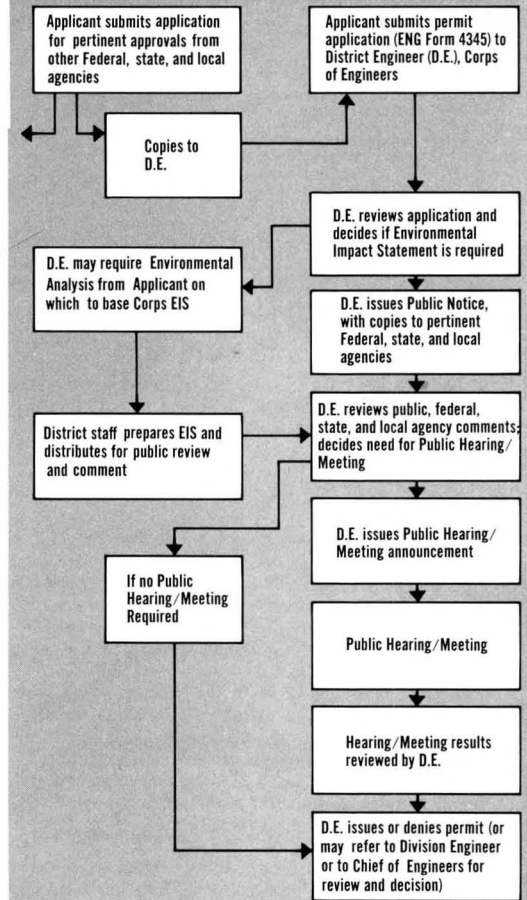 Applicant submits application
for pertinent approvals from
other Federal, state, and local
agencies
Applicant submits permit
application (ENG Form 4345) to
District Engineer (D.E.), Corps
of Engineers
Copies to
D.E.
D.E. reviews application and
decides if Environmental
Impact Statement is required
D.E. may require Environmental
Analysis from Applicant on
which to base Corps EIS
D.E. issues Public Notice,
with copies to pertinent
Federal, state, and local
agencies
District staff prepares EIS and
distributes for public review
and comment
D.E. reviews public, federal,
state, and local agency comments;
decides need for Public Hearing/
Meeting
D.E. issues Public Hearing/
Meeting announcement
If no Public
Hearing/Meeting
Required
Public Hearing/Meeting
Hearing/Meeting results
reviewed by D.E.
D.E. issues or denies permit (or
may refer to Division Engineer
or to Chief of Engineers for
review and decision)